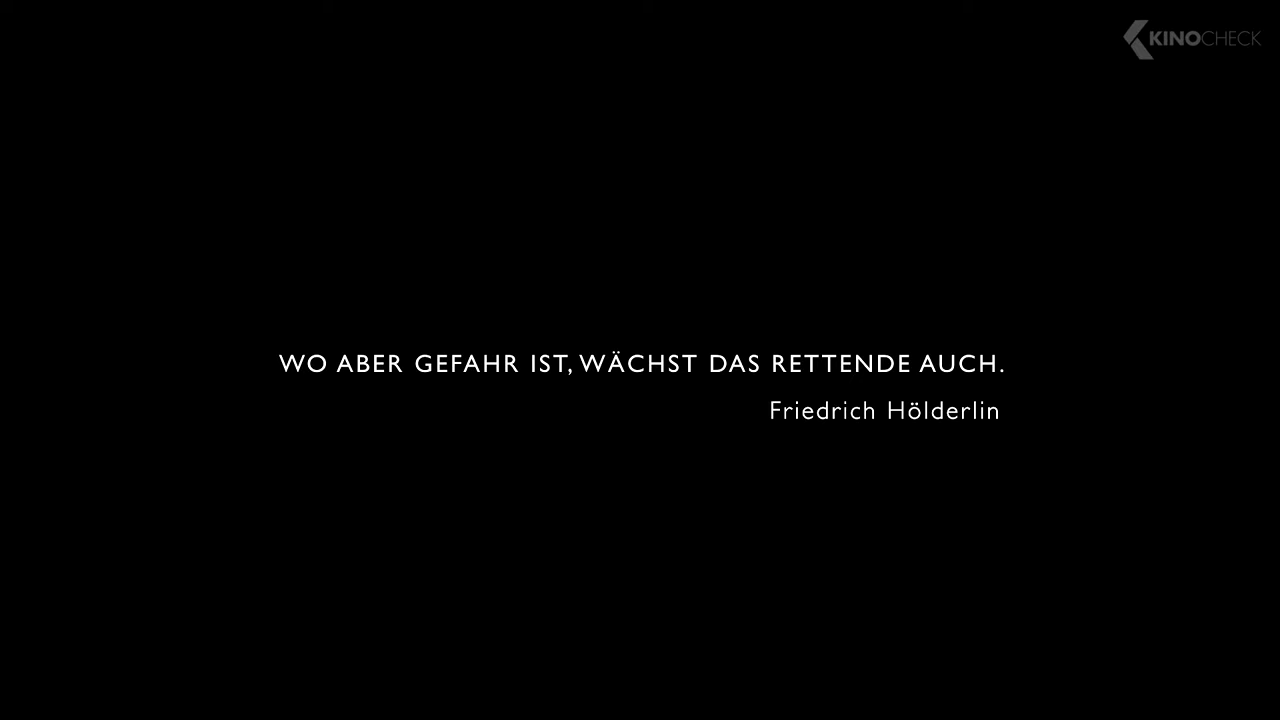 KINOCHECK
WO ABER GEFAHR IST, WÄCHST DAS RETTENDE AUCH.
Friedrich Hölderlin